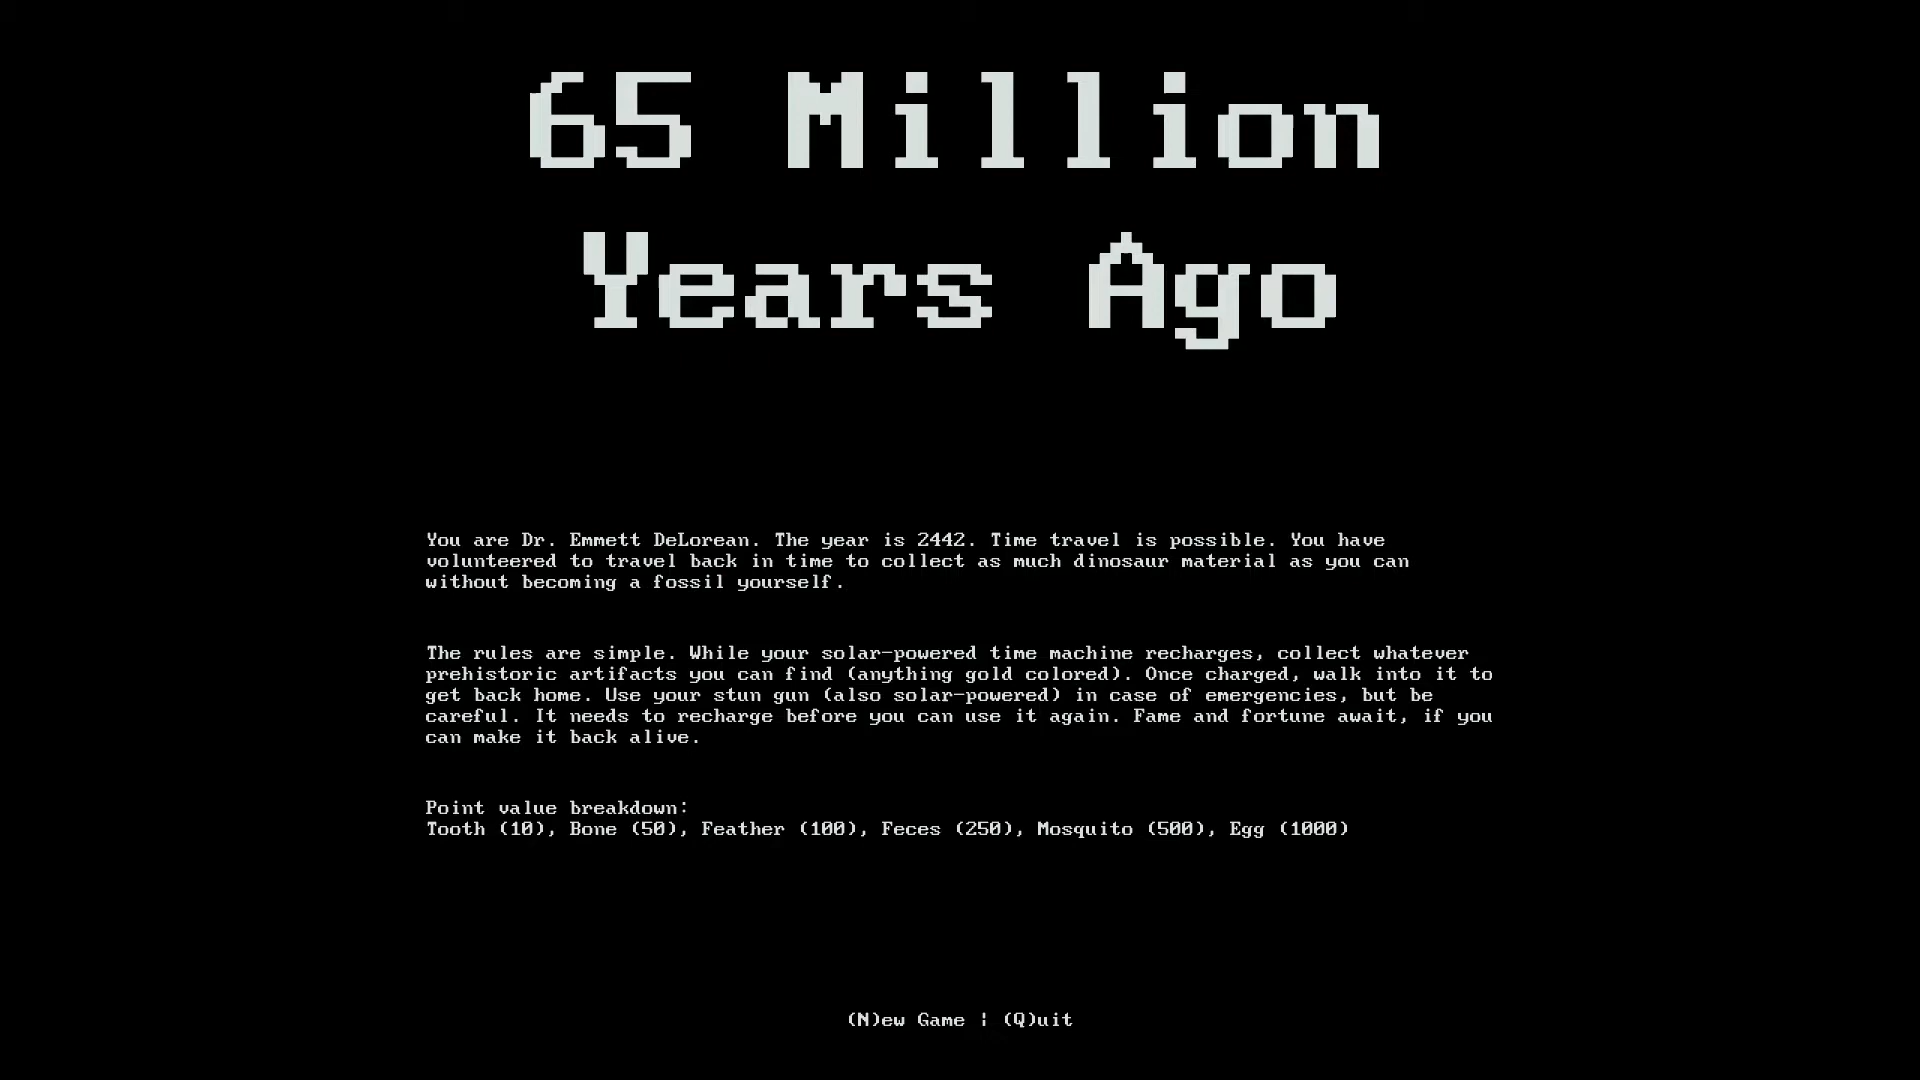 65 Million
Years Ago
You are Dr. Emmett DeLorean. The year is 2442. Time travel is possible. You have
volunteered to travel back in time to collect as much dinosaur material as you can
without becoming a fossil yourself.
The rules are simple. While your solar-powered time machine recharges, collect whatever
prehistoric artifacts you can find (anything gold colored). Once charged, walk into it to
get back home. Use your stun gun (also solar-powered) in case of emergencies, but be
careful. It needs to recharge before you can use it again. Fame and fortune await, if you
can make it back alive.
Point value breakdown:
Tooth (10), Bone (50), Feather (100), Feces (250), Mosquito (500), Egg (1000)
(N)ew Game | (Q)uit